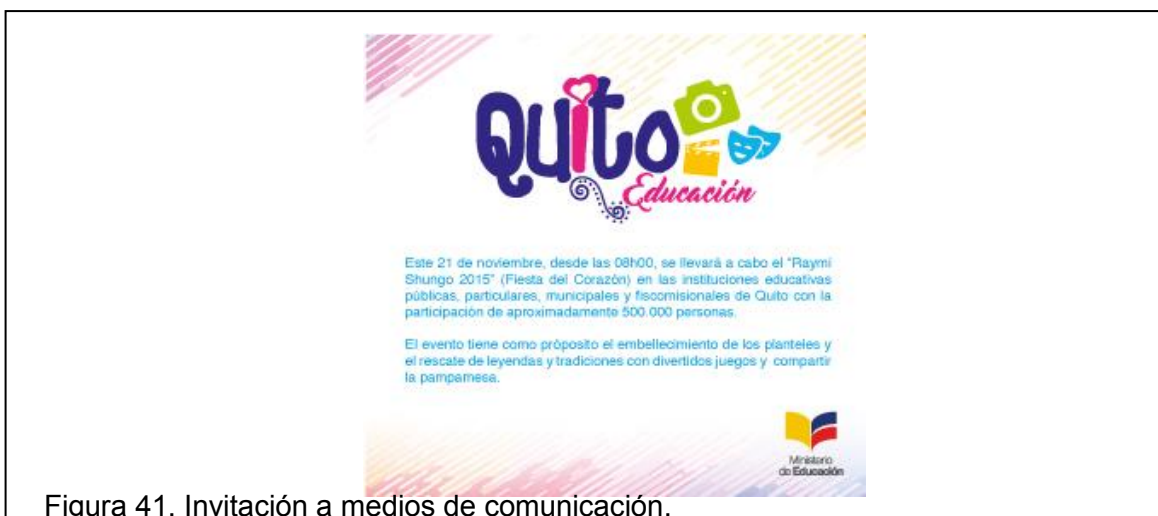 Quito
Educación
Este 21 de noviembre, desde las 08h00, se llevará a cabo el "Raymi
Shungo 2015" (Fiesta del Corazón) en las instituciones educativas
públicas, particulares, municipales y fiscomisionales de Quito con la
participación de aproximadamente 500.000 personas.
El evento tiene como pròposito el embellecimiento de los planteles y
el rescate de leyendas y tradiciones con divertidos juegos y compartir
la pampamesa.
Ministerio
de Educación
Figura 41. Invitación a medios de comunicación.